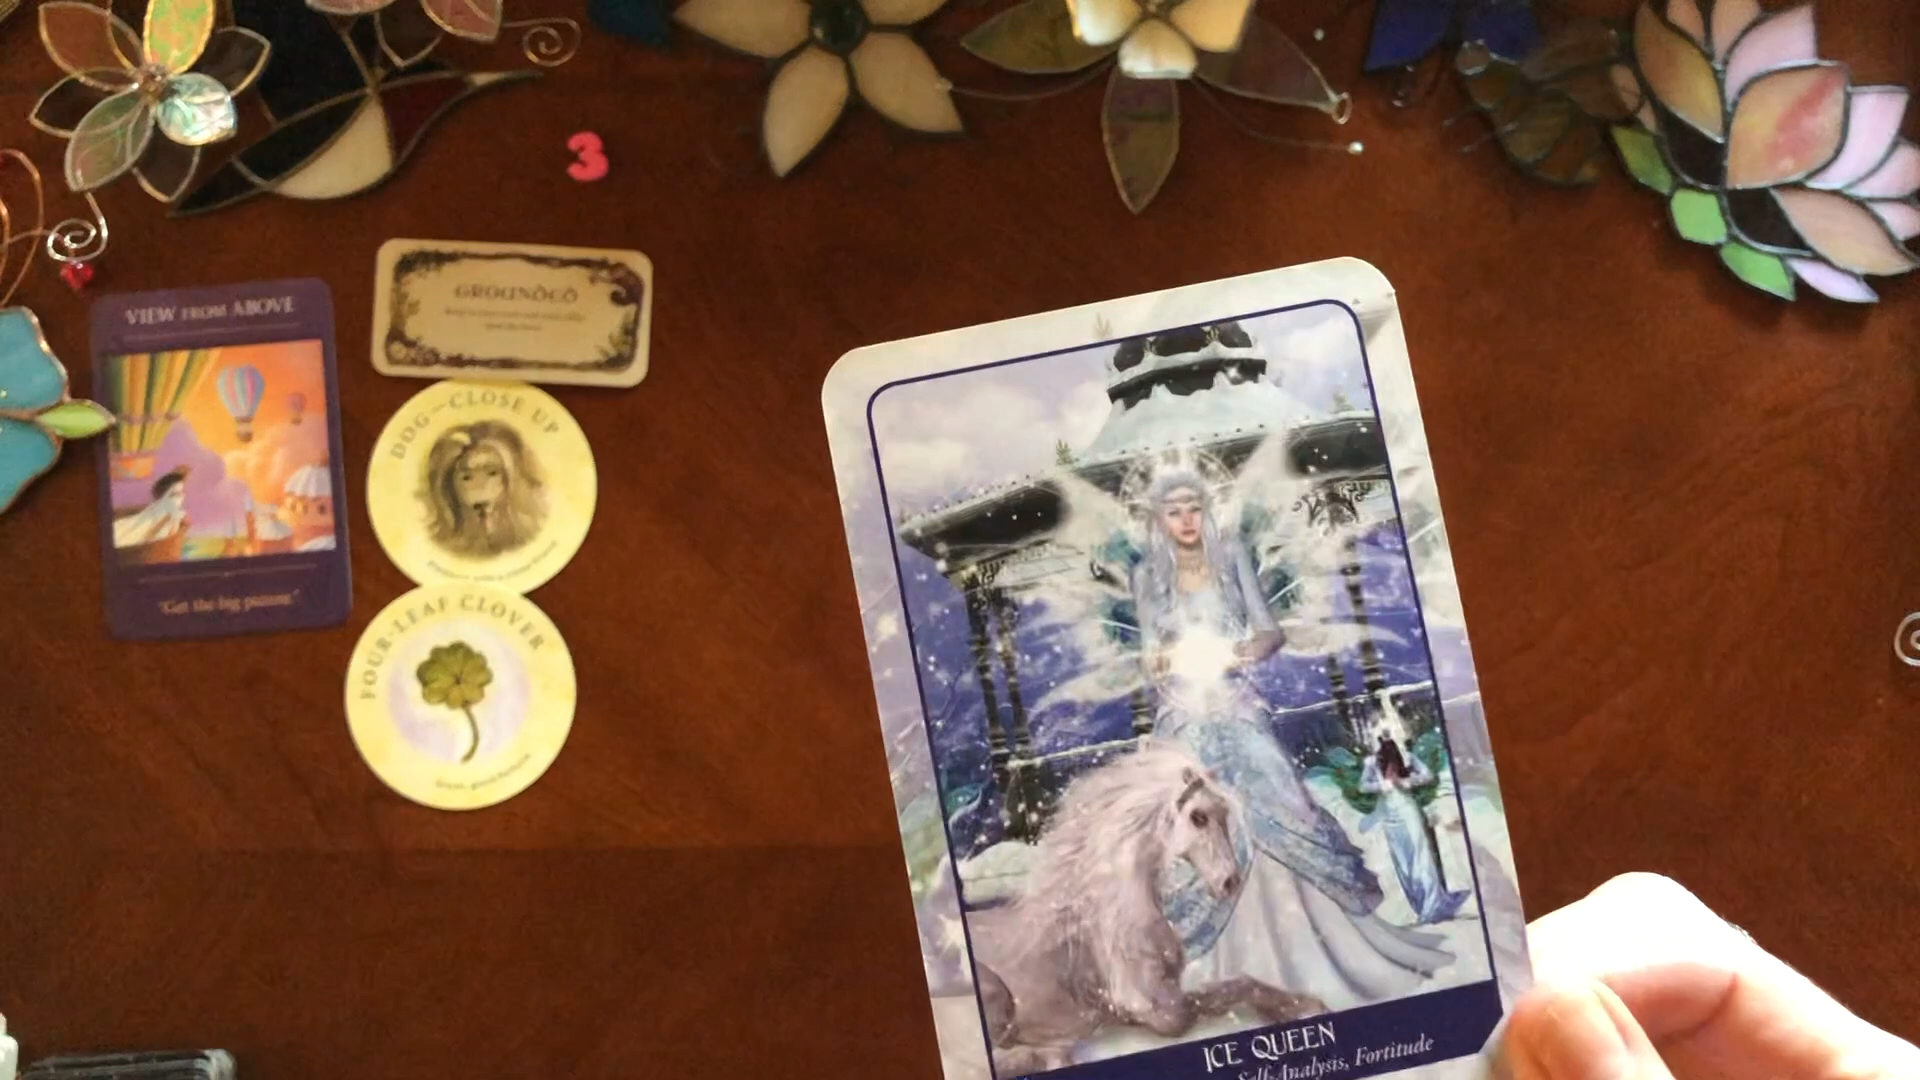 3
VIEW FROM ABOVE
"Get the big picture."
GROUNDED
DOG—CLOSE UP
FOUR-LEAF CLOVER
ICE QUEEN
Self-Analysis, Fortitude